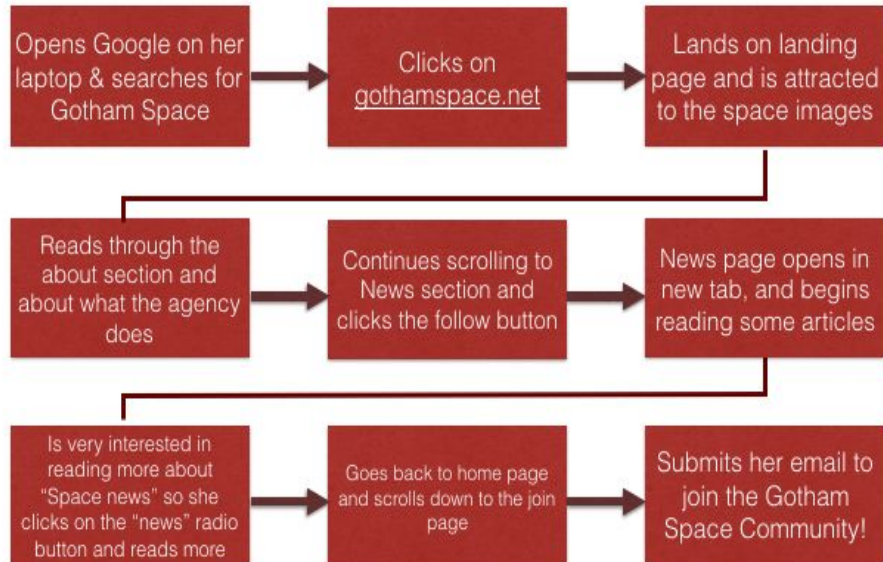 Opens Google on her
laptop & searches for
Gotham Space
Clicks on
gothamspace.net
Lands on landing
page and is attracted
to the space images
Reads through the
about section and
about what the agency
does
Continues scrolling to
News section and
clicks the follow button
News page opens in
new tab, and begins
reading some articles
Is very interested in
reading more about
“Space news” so she
clicks on the “news” radio
button and reads more
Goes back to home page
and scrolls down to the join
page
Submits her email to
join the Gotham
Space Community!